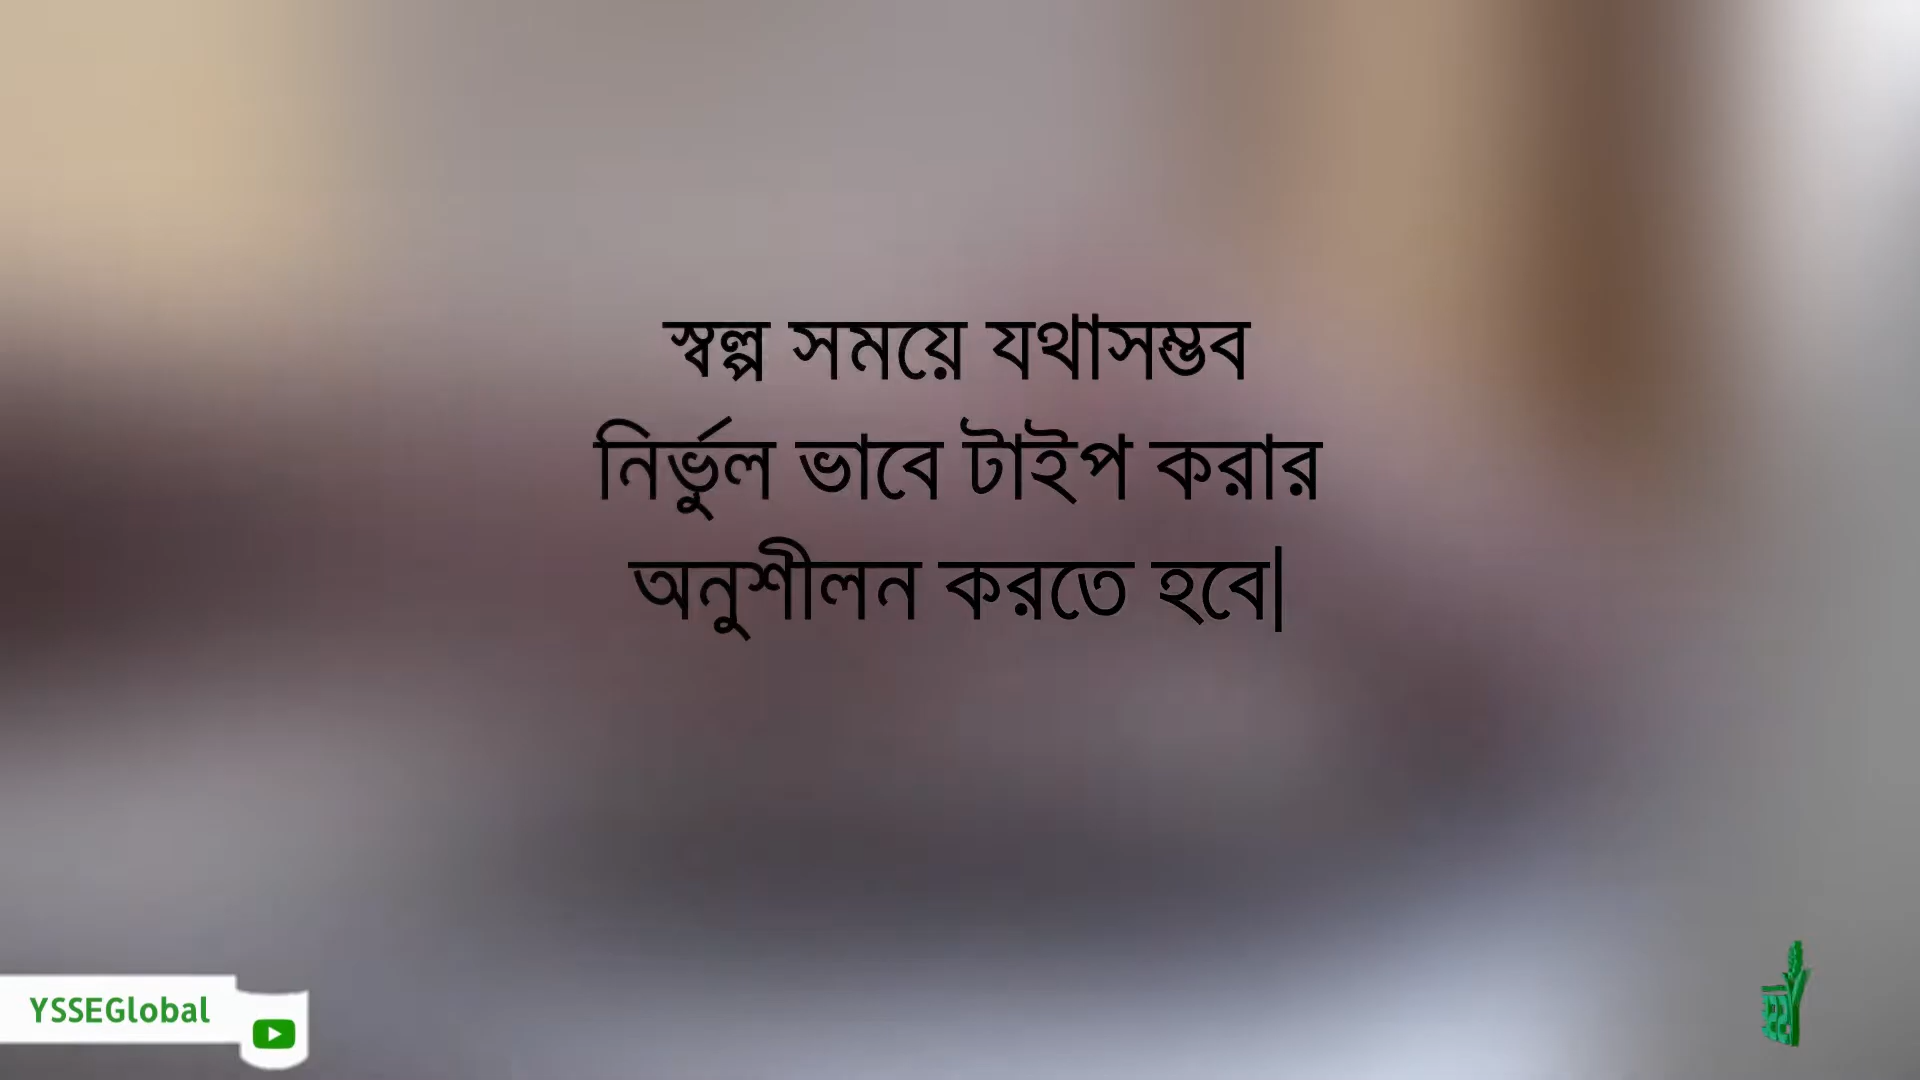 স্বল্প সময়ে যথাসম্ভব
নির্ভুল ভাবে টাইপ করার
অনুশীলন করতে হবে|
YSSEGlobal